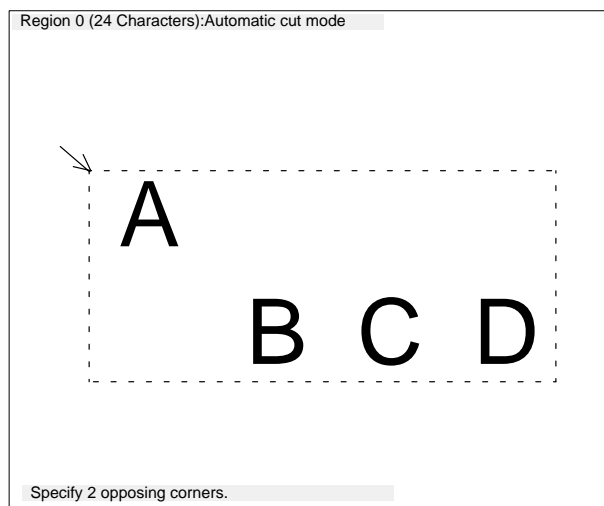 Region 0 (24 Characters):Automatic cut mode
A
B C D
Specify 2 opposing corners.